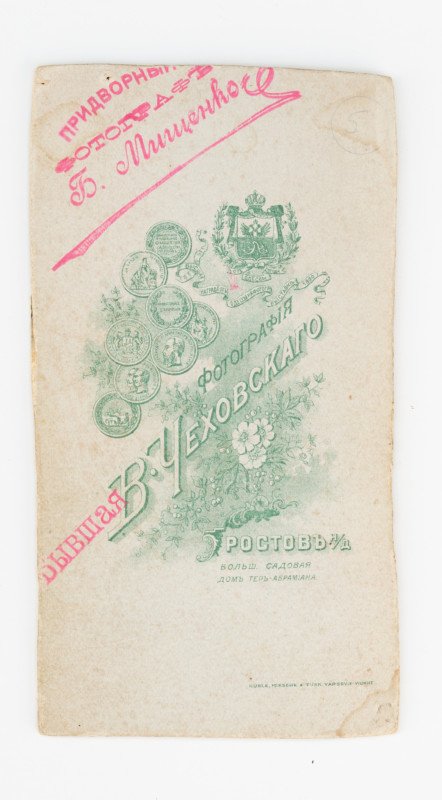 ПРИДВОРНЫЙ
ФОТОГРАФЪ
Б. Мищенко
ФОТОГРАФІЯ
В. ЧЕХОВСКАГО
БЫВШАЯ
Г. РОСТОВЪ Н/Д
БОЛЬШ. САДОВАЯ
ДОМЪ ТЕРЪ-АБРАМІАНА.